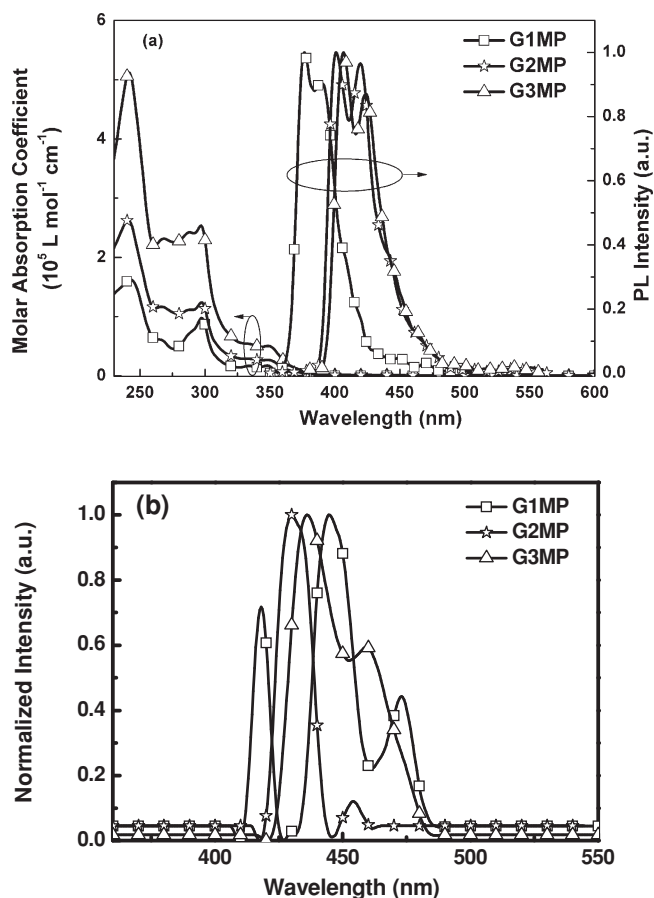 (a)
G1MP
G2MP
G3MP
6
4
2
0
1.0
0.8
0.6
0.4
0.2
0.0
Molar Absorption Coefficient
(10⁵ L mol⁻¹ cm⁻¹)
PL Intensity (a.u.)
250 300 350 400 450 500 550 600
Wavelength (nm)
(b)
G1MP
G2MP
G3MP
1.0
0.8
0.6
0.4
0.2
0.0
Normalized Intensity (a.u.)
400 450 500 550
Wavelength (nm)